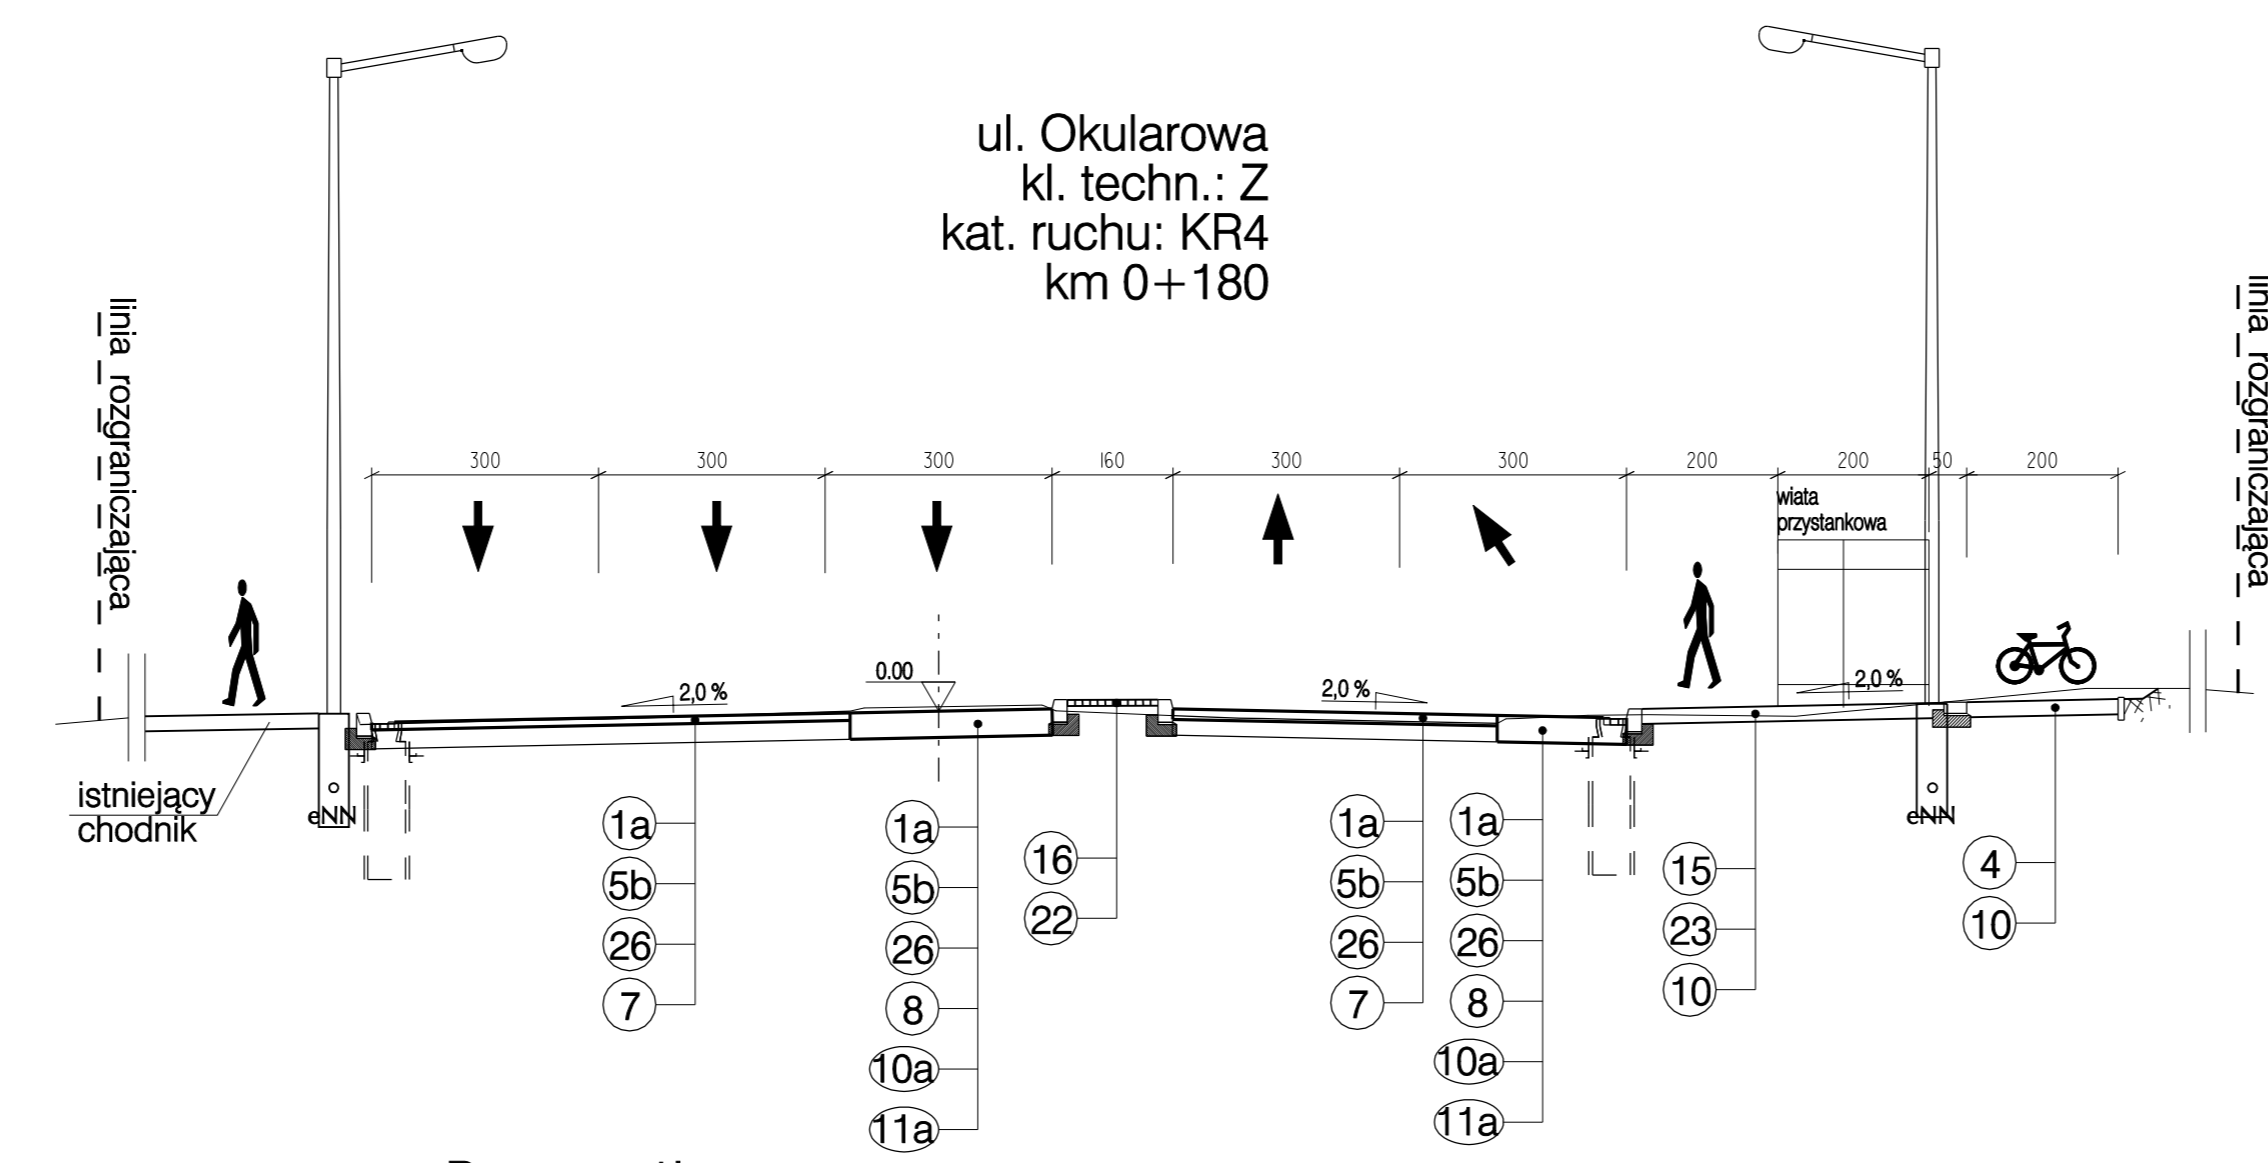 ul. Okularowa
kl. techn.: Z
kat. ruchu: KR4
km 0+180
linia rozgraniczająca
linia rozgraniczająca
300 300 300 160 300 300 200 200 50 200
wiata
przystankowa
0.00
2,0 %
2,0 %
2,0 %
istniejący
chodnik
eNN
eNN
1a
5b
26
7
1a
5b
26
8
10a
11a
16
22
1a
5b
26
7
1a
5b
26
8
10a
11a
15
23
10
4
10